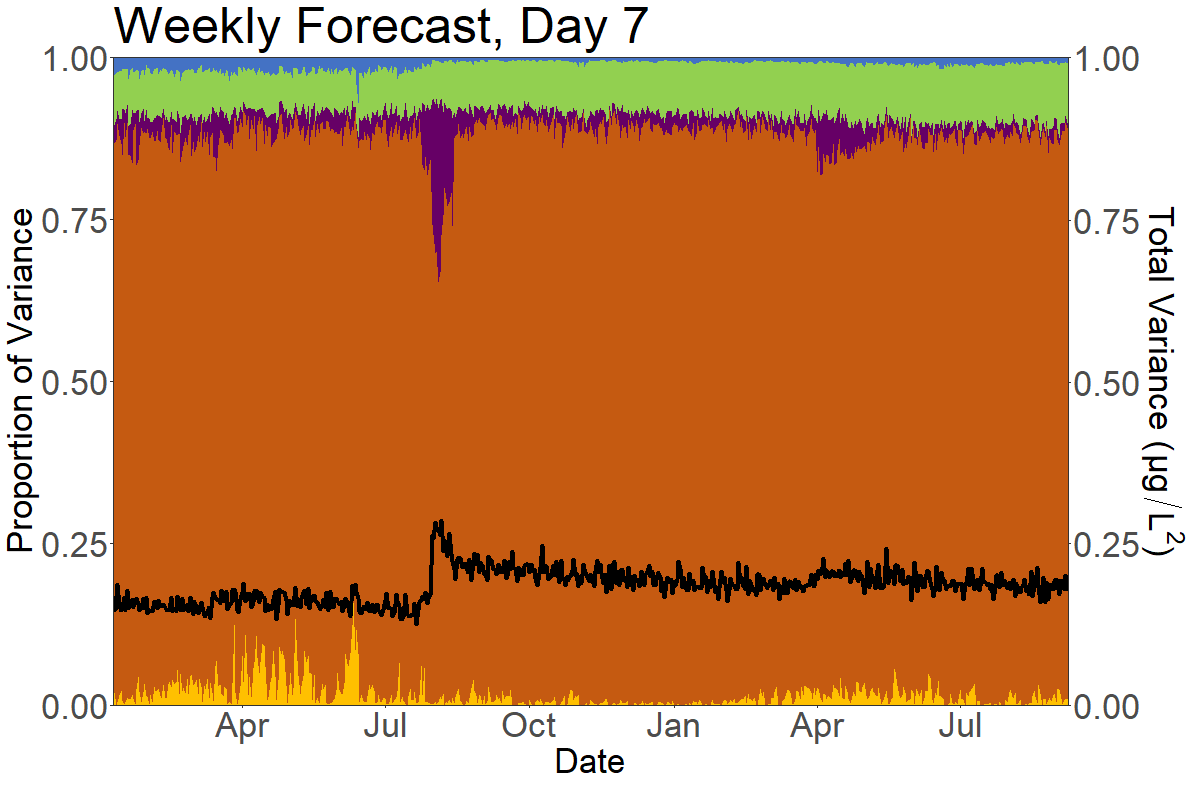 Weekly Forecast, Day 7
1.00
0.75
0.50
0.25
0.00
Proportion of Variance
1.00
0.75
0.50
0.25
0.00
Total Variance (µg/L²)
Apr Jul Oct Jan Apr Jul
Date